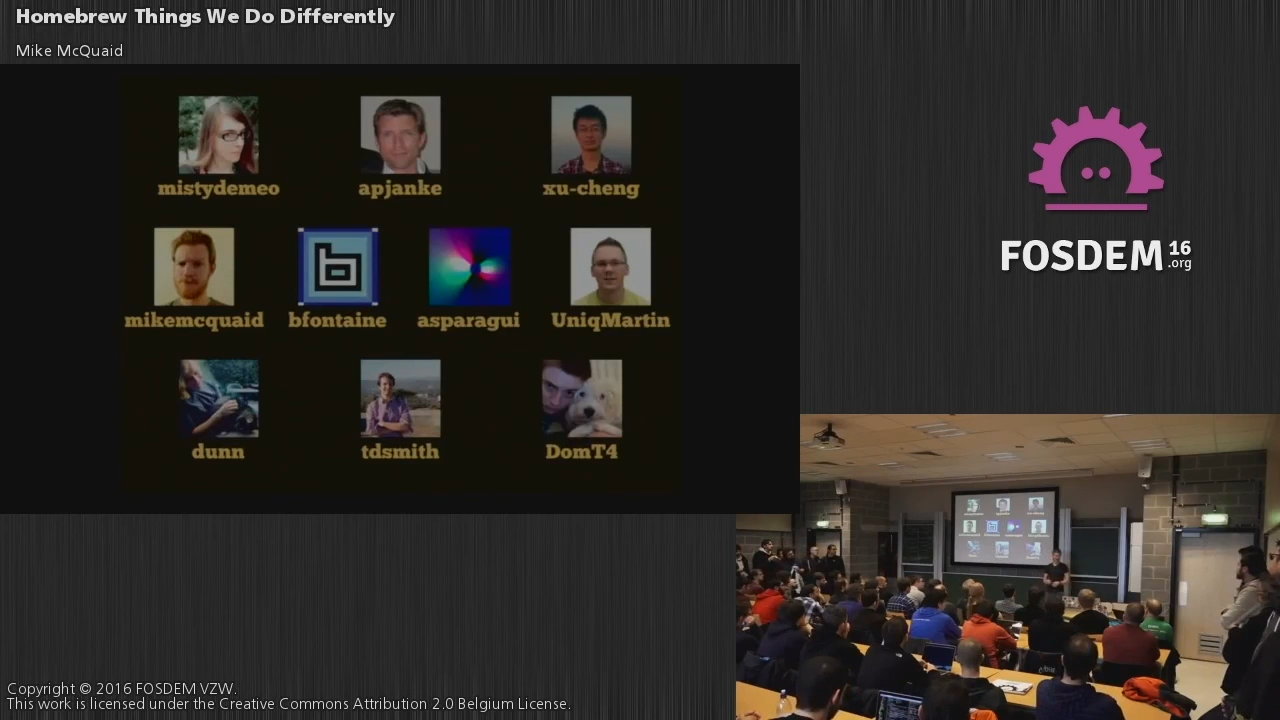 Homebrew Things We Do Differently
Mike McQuaid
mistydemeo
apjanke
xu-cheng
mikemcquaid
bfontaine
asparagui
UniqMartin
dunn
tdsmith
DomT4
FOSDEM 16
.org
Copyright © 2016 FOSDEM VZW.
This work is licensed under the Creative Commons Attribution 2.0 Belgium License.